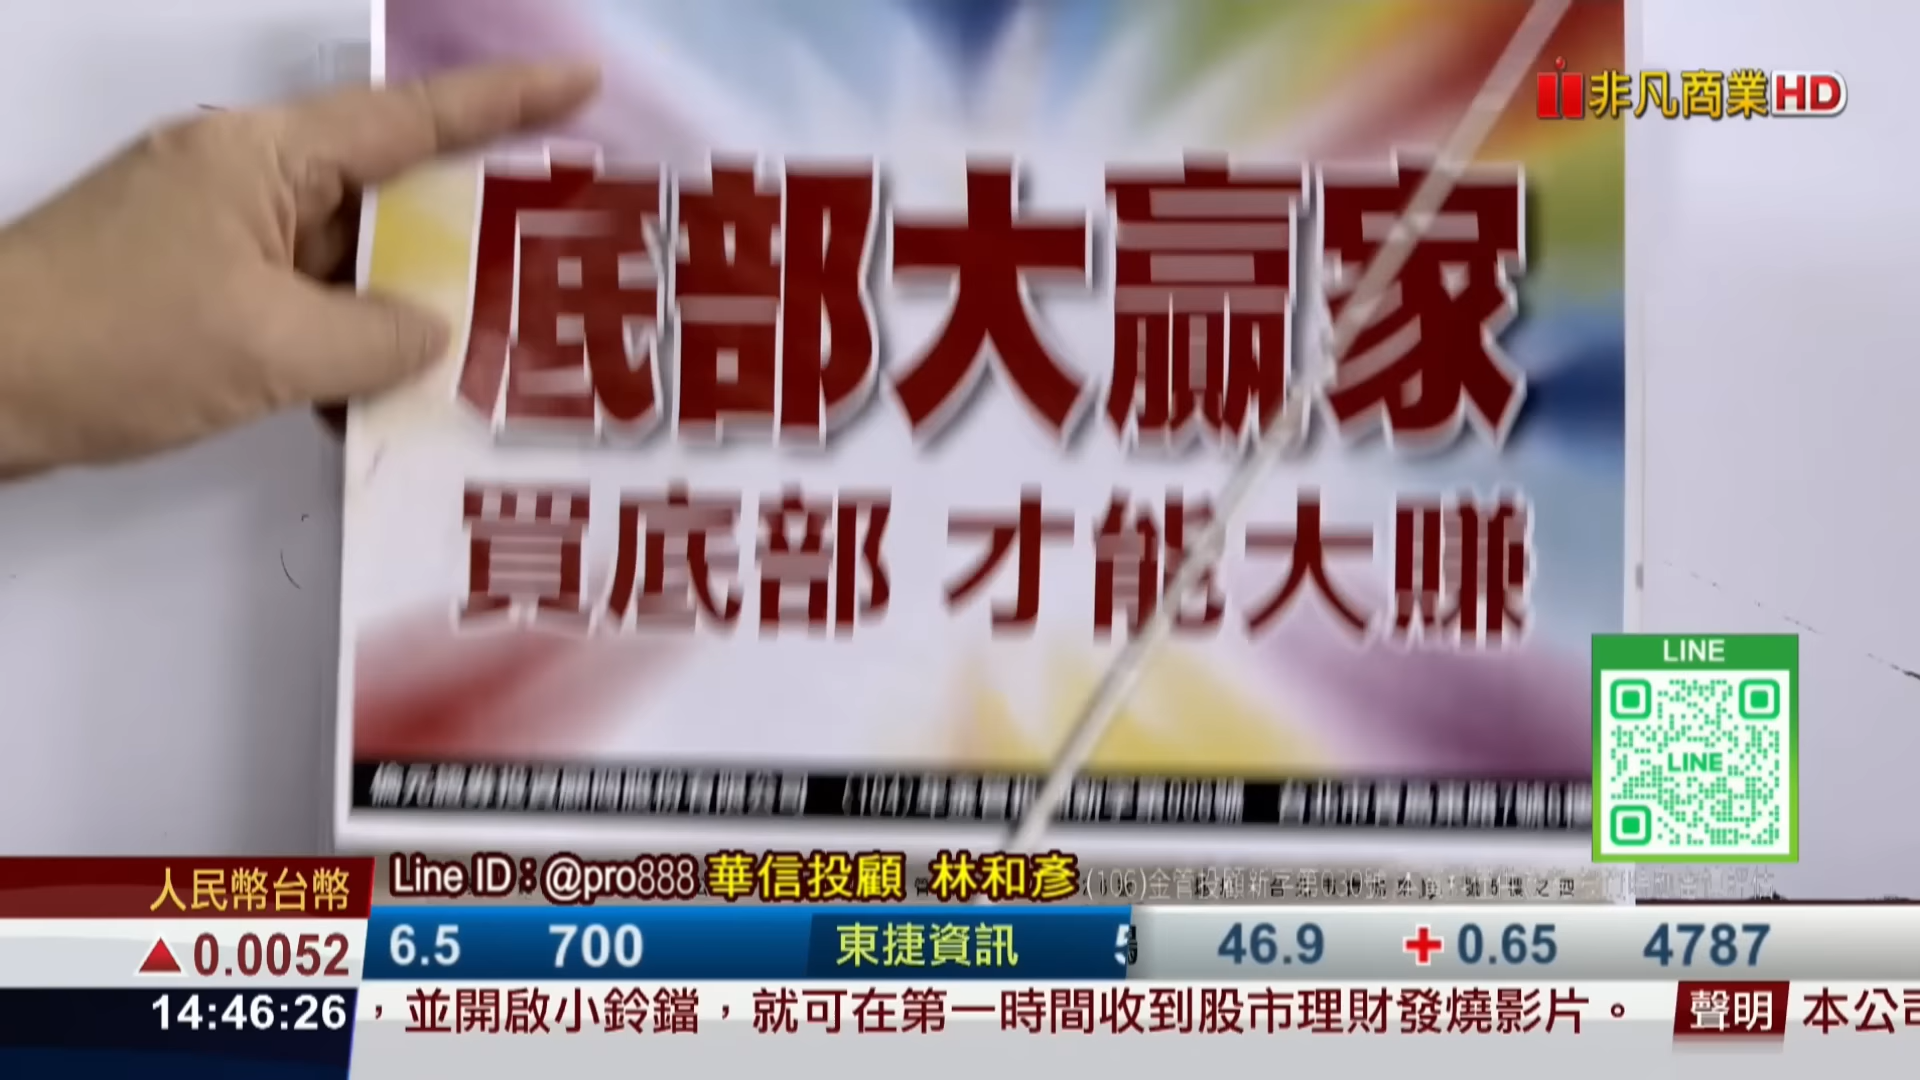 非凡商業HD
底部大贏家
買底部 才能大賺
LINE
LINE
Line ID：@pro888 華信投顧 林和彥
人民幣台幣
▲0.0052
6.5 700 東捷資訊
46.9 +0.65 4787
14:46:26
，並開啟小鈴鐺，就可在第一時間收到股市理財發燒影片。 聲明 本公司